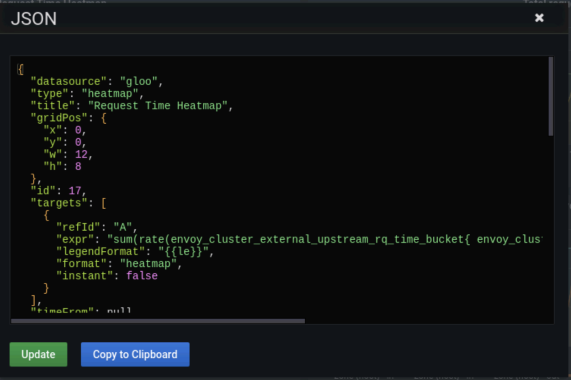 JSON
{
"datasource": "gloo",
"type": "heatmap",
"title": "Request Time Heatmap",
"gridPos": {
"x": 0,
"y": 0,
"w": 12,
"h": 8
},
"id": 17,
"targets": [
{
"refId": "A",
"expr": "sum(rate(envoy_cluster_external_upstream_rq_time_bucket{ envoy_clust
"legendFormat": "{{le}}",
"format": "heatmap",
"instant": false
}
],
"timeFrom": null,
Update
Copy to Clipboard